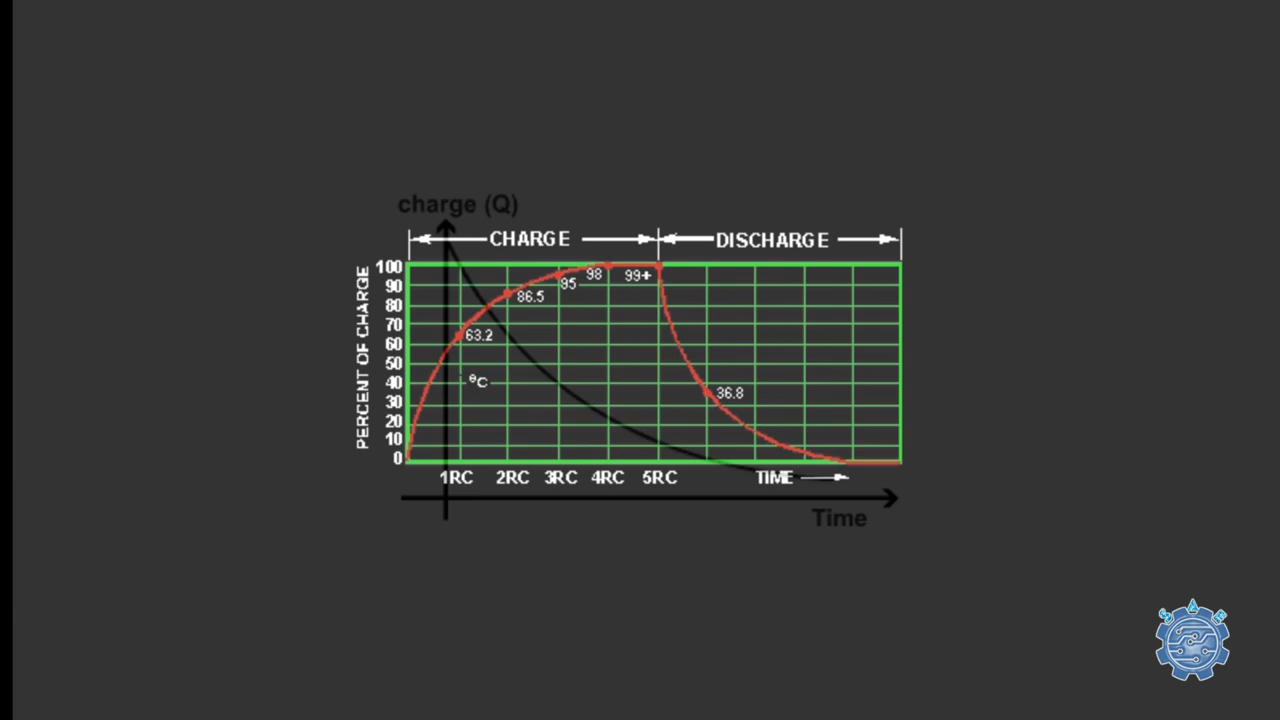 charge (Q)
CHARGE DISCHARGE
PERCENT OF CHARGE
100
90
80
70
60
50
40
30
20
10
0
63.2
86.5
95
98
99+
eC
36.8
1RC 2RC 3RC 4RC 5RC TIME
Time
S A E